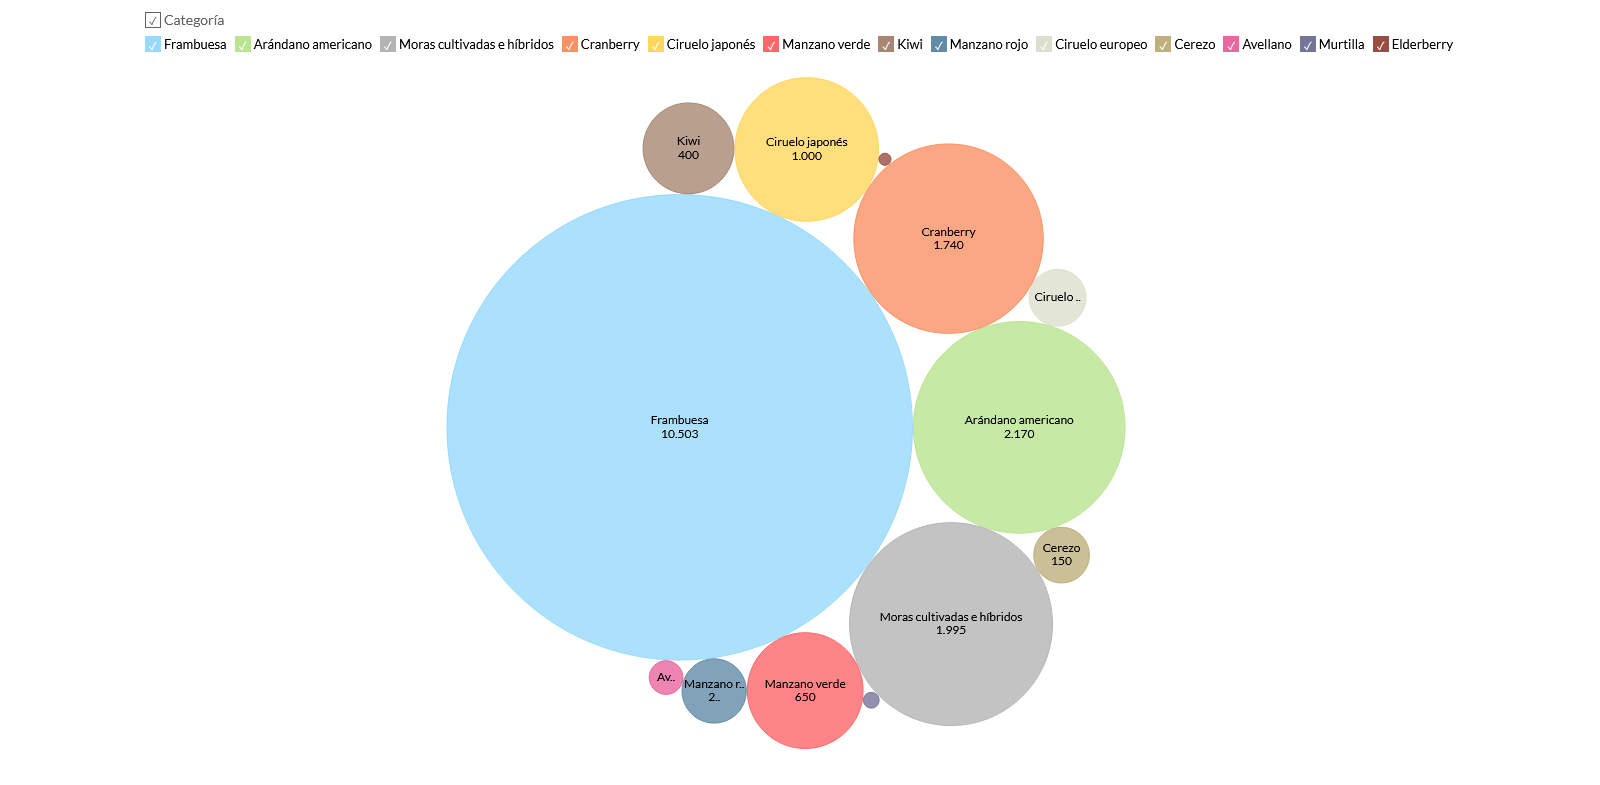 Categoría
Frambuesa Arándano americano Moras cultivadas e híbridos Cranberry Ciruelo japonés Manzano verde Kiwi Manzano rojo Ciruelo europeo Cerezo Avellano Murtilla Elderberry
Kiwi
400
Ciruelo japonés
1.000
Cranberry
1.740
Ciruelo ..
Frambuesa
10.503
Arándano americano
2.170
Cerezo
150
Moras cultivadas e híbridos
1.995
Av..
Manzano r..
2..
Manzano verde
650